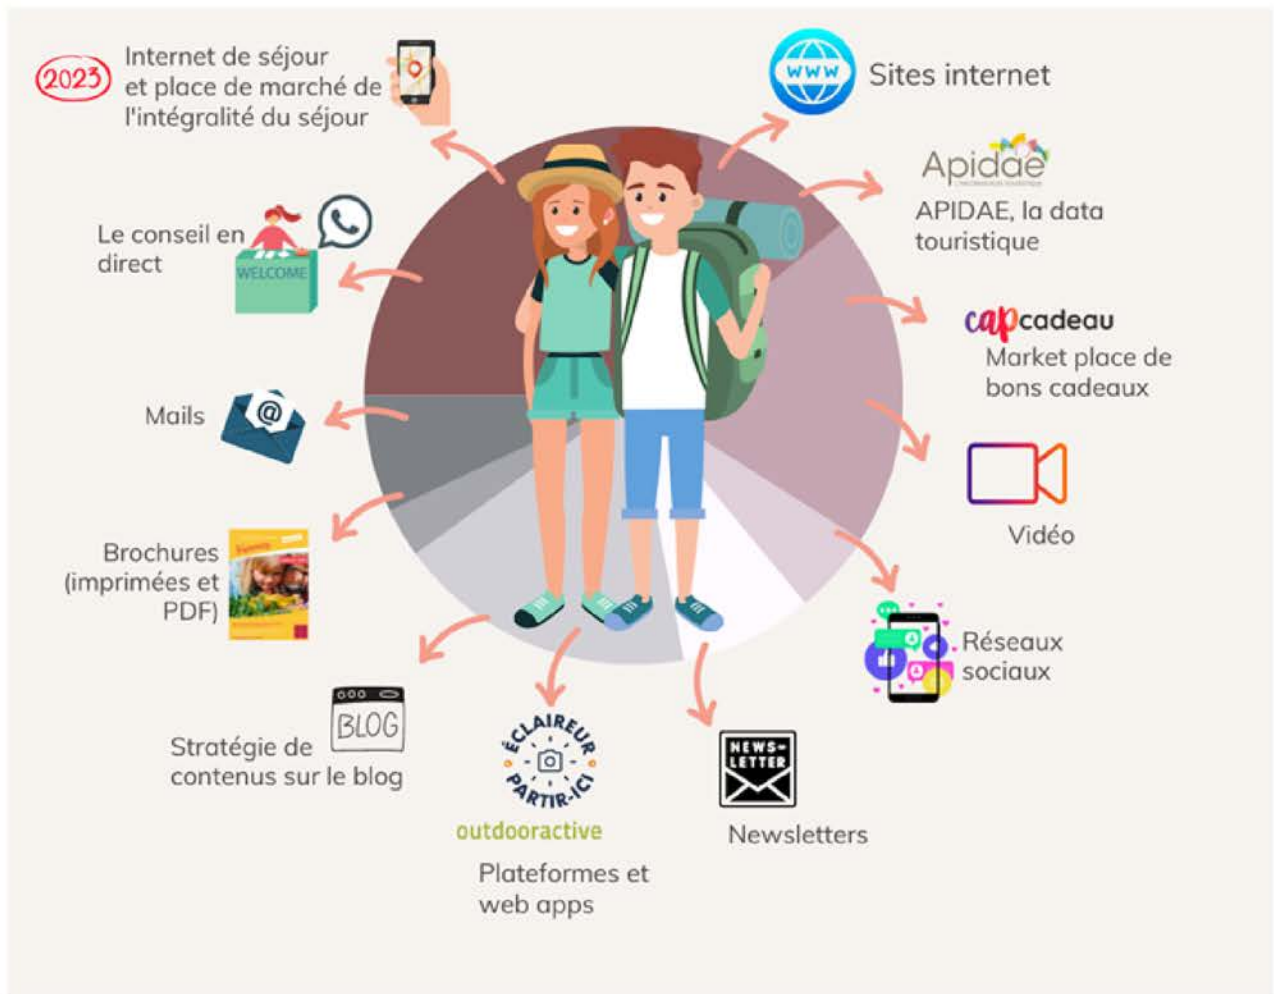 2023
Internet de séjour
et place de marché de
l'intégralité du séjour
www
Sites internet
Apidae
APIDAE, la data
touristique
Le conseil en
direct
WELCOME
capcadeau
Market place de
bons cadeaux
Mails
@
Vidéo
Brochures
(imprimées et
PDF)
Réseaux
sociaux
BLOG
Stratégie de
contenus sur le blog
ÉCLAIREUR
PARTIR-ICI
outdooractive
Plateformes et
web apps
NEWS-
LETTER
Newsletters